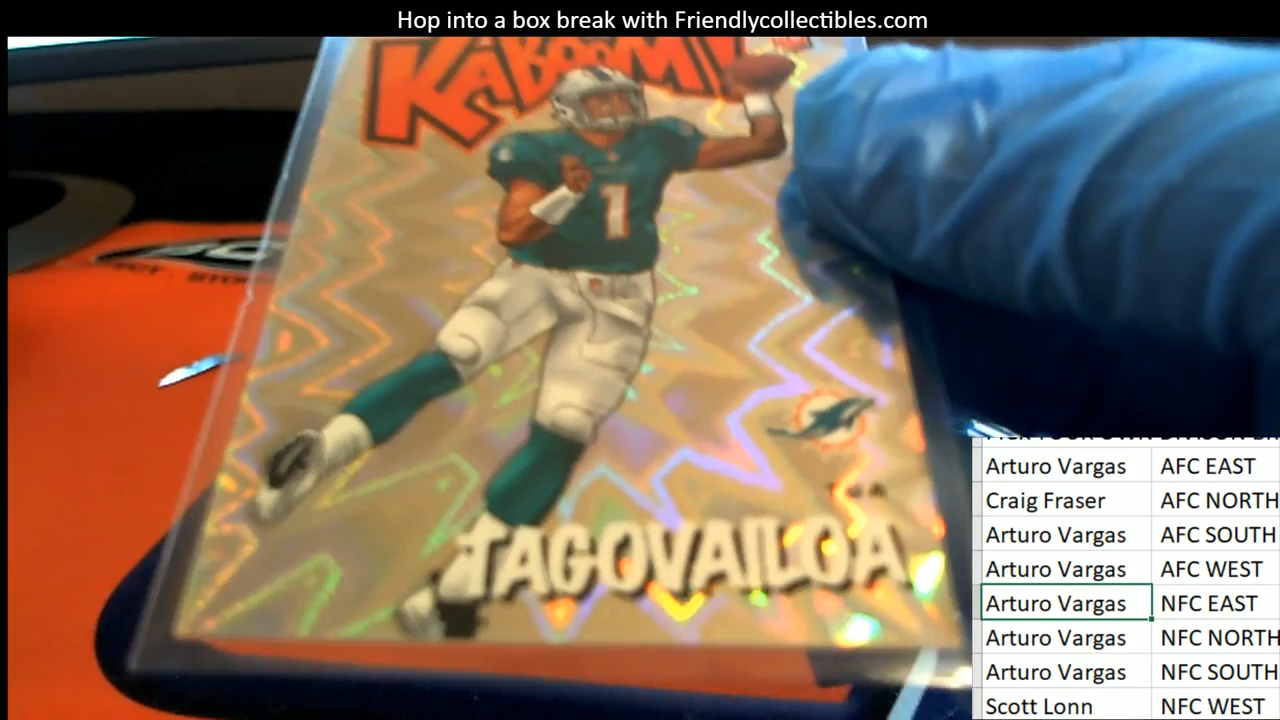 Hop into a box break with Friendlycollectibles.com
KABOOM!
1
TAGOVAILOA
Arturo Vargas AFC EAST
Craig Fraser AFC NORTH
Arturo Vargas AFC SOUTH
Arturo Vargas AFC WEST
Arturo Vargas NFC EAST
Arturo Vargas NFC NORTH
Arturo Vargas NFC SOUTH
Scott Lonn NFC WEST